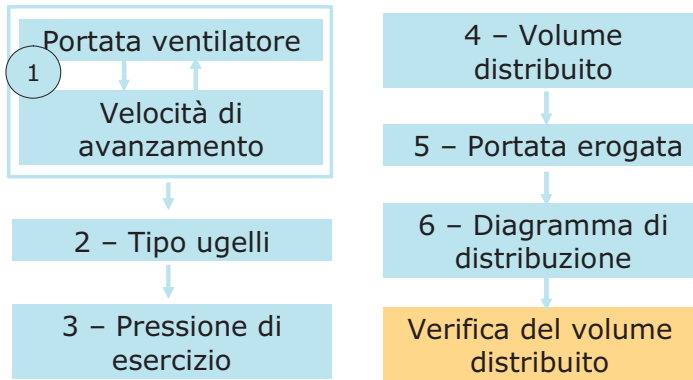 Portata ventilatore
1
Velocità di
avanzamento
2 – Tipo ugelli
3 – Pressione di
esercizio
4 – Volume
distribuito
5 – Portata erogata
6 – Diagramma di
distribuzione
Verifica del volume
distribuito